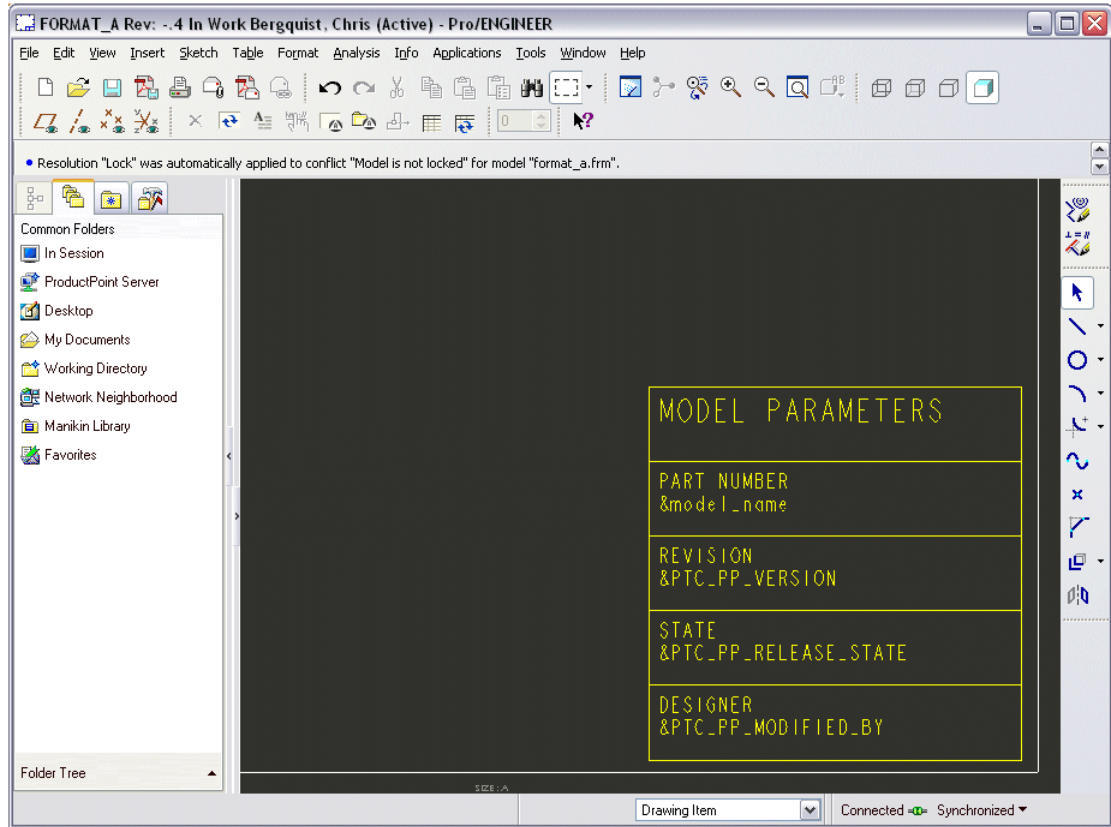 FORMAT_A Rev: -.4 In Work Bergquist, Chris (Active) - Pro/ENGINEER
File Edit View Insert Sketch Table Format Analysis Info Applications Tools Window Help
0
Resolution "Lock" was automatically applied to conflict "Model is not locked" for model "format_a.frm".
Common Folders
In Session
ProductPoint Server
Desktop
My Documents
Working Directory
Network Neighborhood
Manikin Library
Favorites
Folder Tree
MODEL PARAMETERS
PART NUMBER
&model_name
REVISION
&PTC_PP_VERSION
STATE
&PTC_PP_RELEASE_STATE
DESIGNER
&PTC_PP_MODIFIED_BY
SIZE:A
Drawing Item
Connected Synchronized